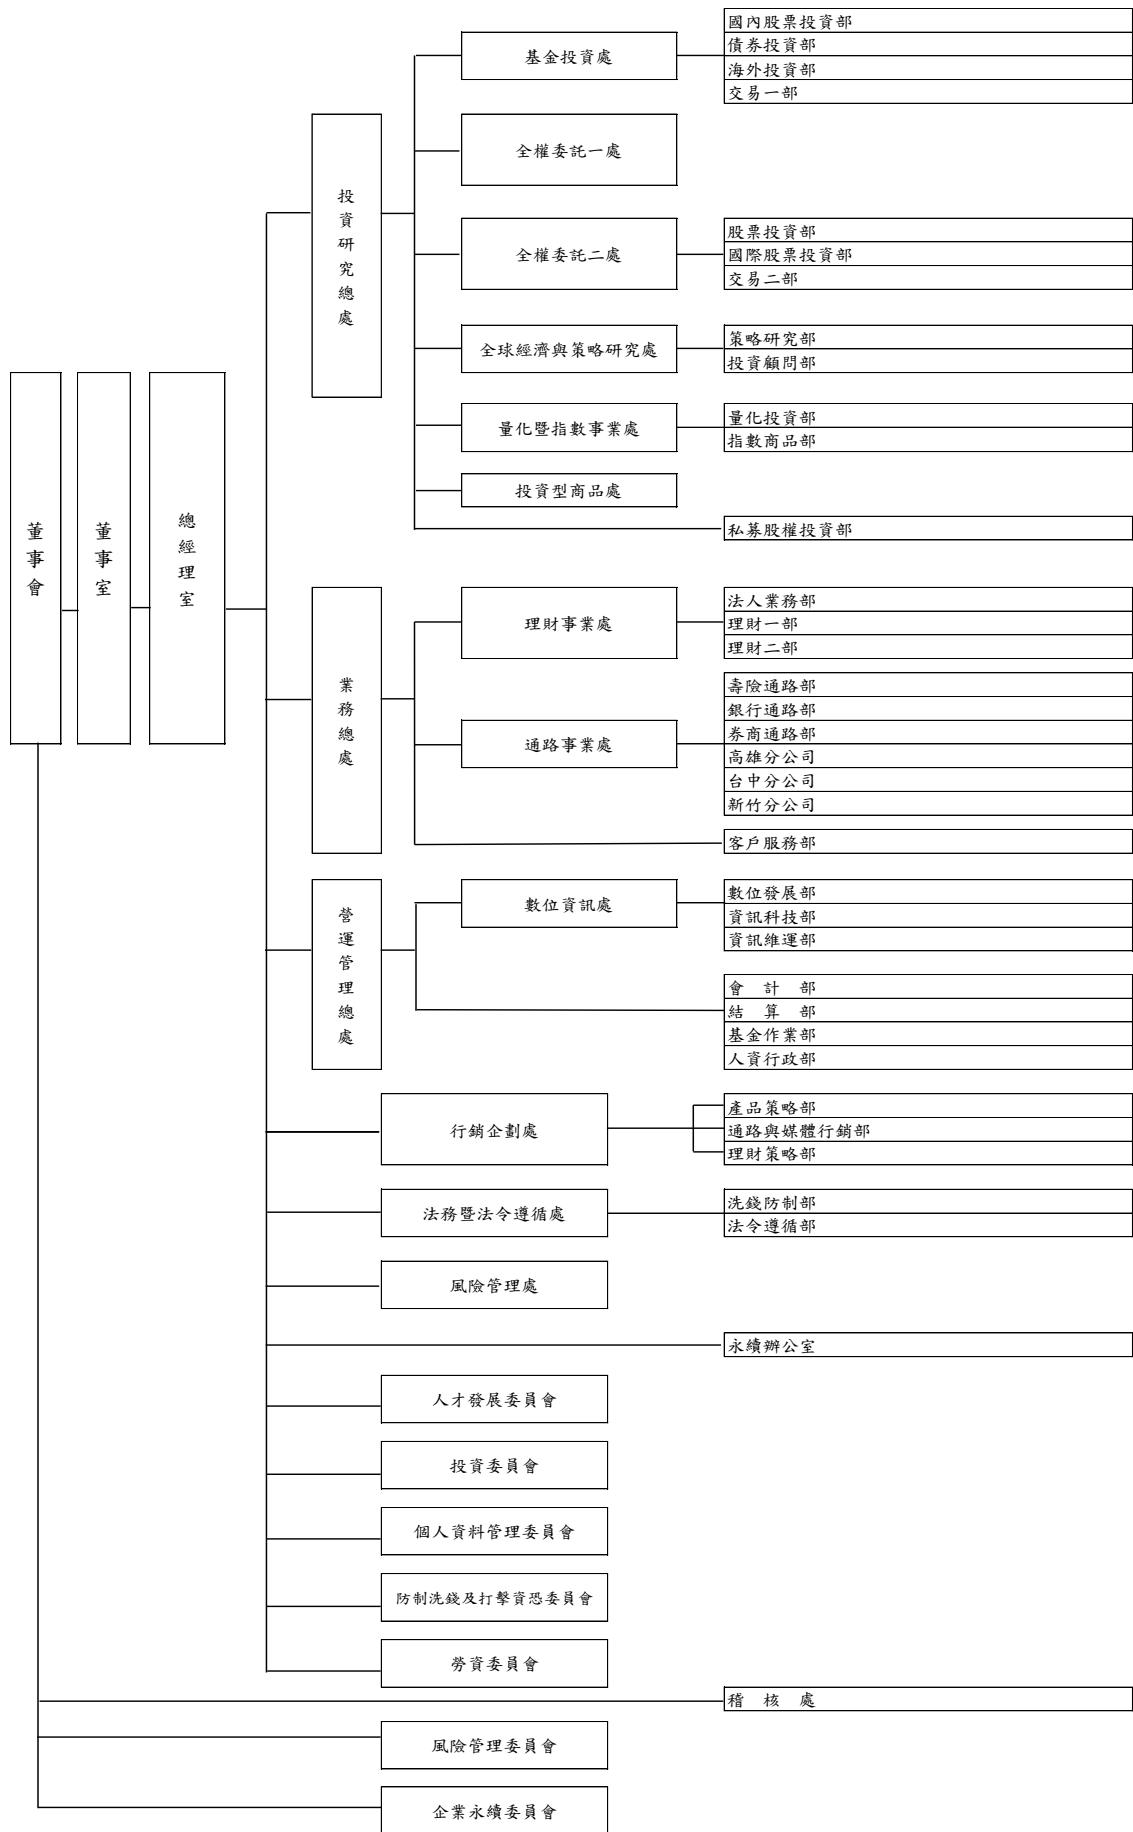 國內股票投資部
基金投資處
債券投資部
海外投資部
交易一部
全權委託一處
投資研究總處
全權委託二處
股票投資部
國際股票投資部
交易二部
全球經濟與策略研究處
策略研究部
投資顧問部
量化暨指數事業處
量化投資部
指數商品部
投資型商品處
私募股權投資部
董事會
董事室
總經理室
業務總處
理財事業處
法人業務部
理財一部
理財二部
通路事業處
壽險通路部
銀行通路部
券商通路部
高雄分公司
台中分公司
新竹分公司
客戶服務部
營運管理總處
數位資訊處
數位發展部
資訊科技部
資訊維運部
會 計 部
結 算 部
基金作業部
人資行政部
行銷企劃處
產品策略部
通路與媒體行銷部
理財策略部
法務暨法令遵循處
洗錢防制部
法令遵循部
風險管理處
永續辦公室
人才發展委員會
投資委員會
個人資料管理委員會
防制洗錢及打擊資恐委員會
勞資委員會
稽 核 處
風險管理委員會
企業永續委員會